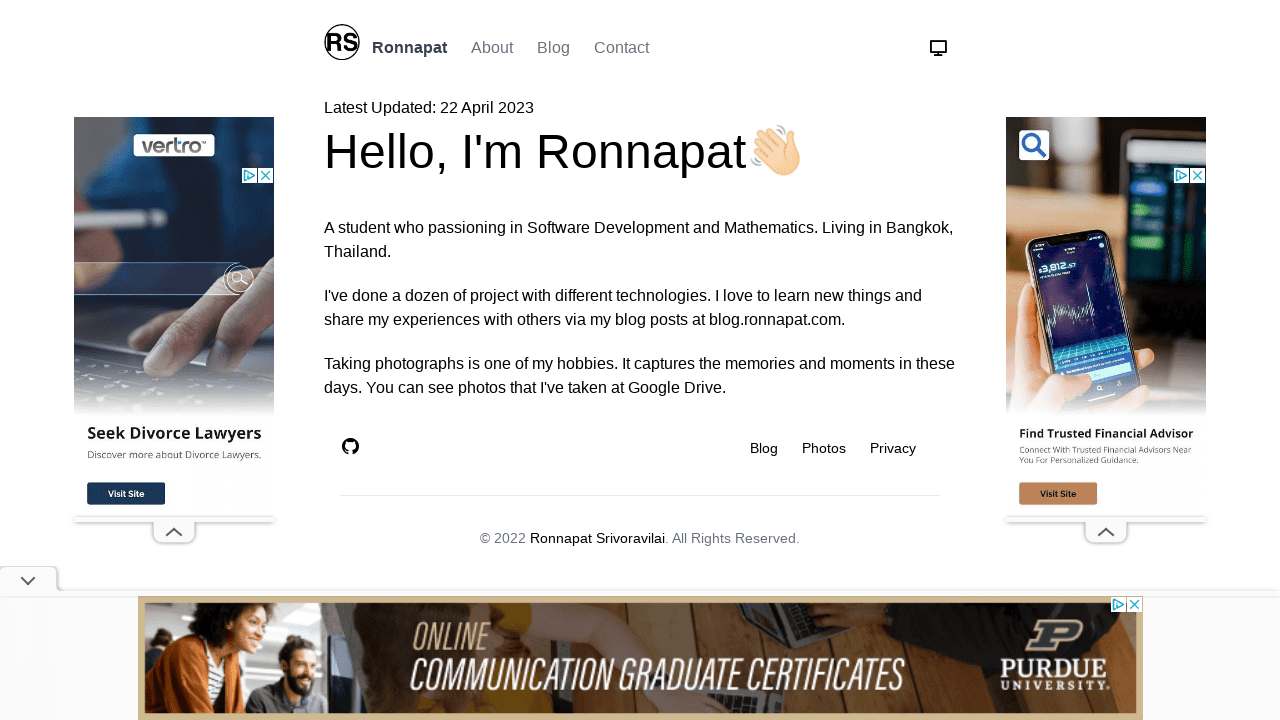 RS
Ronnapat
About
Blog
Contact
Latest Updated: 22 April 2023
Hello, I'm Ronnapat
A student who passioning in Software Development and Mathematics. Living in Bangkok,
Thailand.
I've done a dozen of project with different technologies. I love to learn new things and
share my experiences with others via my blog posts at blog.ronnapat.com.
Taking photographs is one of my hobbies. It captures the memories and moments in these
days. You can see photos that I've taken at Google Drive.
Blog
Photos
Privacy
© 2022 Ronnapat Srivoravilai. All Rights Reserved.
vertro™
Seek Divorce Lawyers
Discover more about Divorce Lawyers.
Visit Site
$3,812.57
Find Trusted Financial Advisor
Connect With Trusted Financial Advisors Near
You For Personalized Guidance.
Visit Site
ONLINE
COMMUNICATION GRADUATE CERTIFICATES
P
PURDUE
UNIVERSITY®